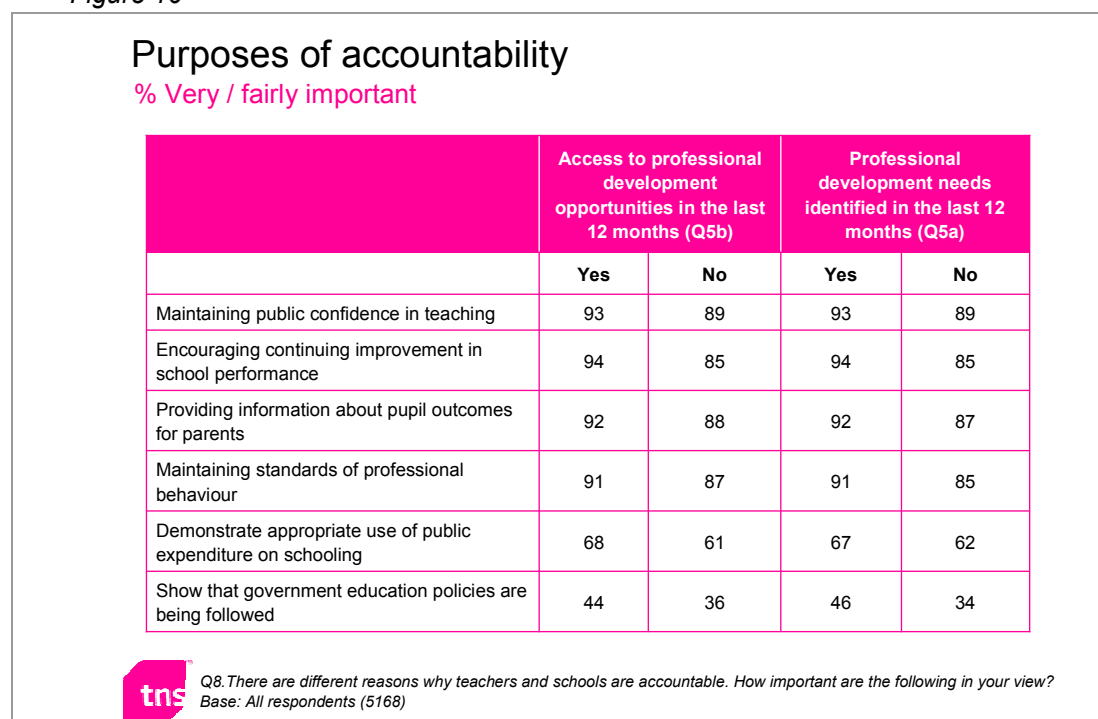 Purposes of accountability
% Very / fairly important
Access to professional
development
opportunities in the last
12 months (Q5b)
Professional
development needs
identified in the last 12
months (Q5a)
Yes No Yes No
Maintaining public confidence in teaching 93 89 93 89
Encouraging continuing improvement in
school performance 94 85 94 85
Providing information about pupil outcomes
for parents 92 88 92 87
Maintaining standards of professional
behaviour 91 87 91 85
Demonstrate appropriate use of public
expenditure on schooling 68 61 67 62
Show that government education policies are
being followed 44 36 46 34
tns
Q8.There are different reasons why teachers and schools are accountable. How important are the following in your view?
Base: All respondents (5168)